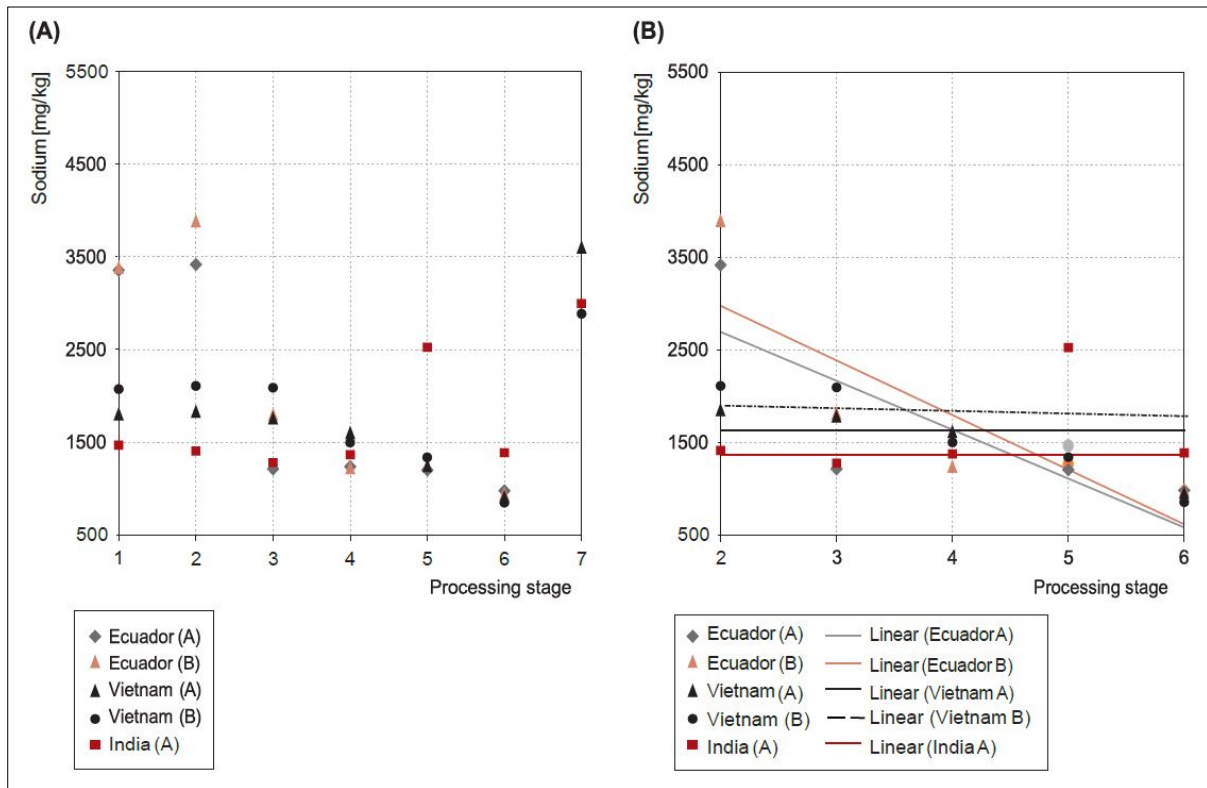 (A)
Sodium [mg/kg]
5500
4500
3500
2500
1500
500
1 2 3 4 5 6 7
Processing stage
Ecuador (A)
Ecuador (B)
Vietnam (A)
Vietnam (B)
India (A)
(B)
Sodium [mg/kg]
5500
4500
3500
2500
1500
500
2 3 4 5 6
Processing stage
Ecuador (A) Linear (Ecuador A)
Ecuador (B) Linear (Ecuador B)
Vietnam (A) Linear (Vietnam A)
Vietnam (B) Linear (Vietnam B)
India (A) Linear (India A)